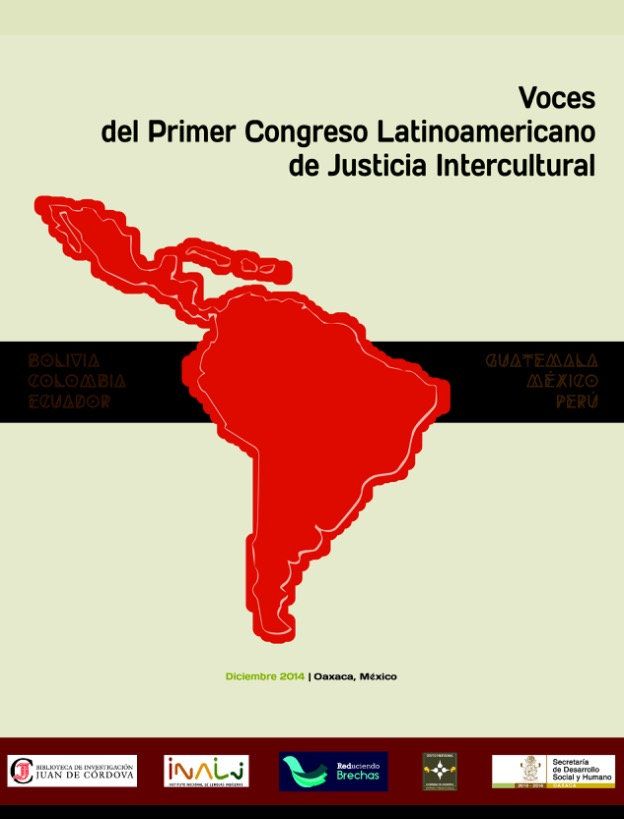 Voces
del Primer Congreso Latinoamericano
de Justicia Intercultural
BOLIVIA
COLOMBIA
ECUADOR
GUATEMALA
MÉXICO
PERÚ
Diciembre 2014 | Oaxaca, México
BIBLIOTECA DE INVESTIGACIÓN
JUAN DE CÓRDOVA
INALI
INSTITUTO NACIONAL DE LENGUAS INDÍGENAS
Reduciendo
Brechas
Secretaría
de Desarrollo
Social y Humano
OAXACA